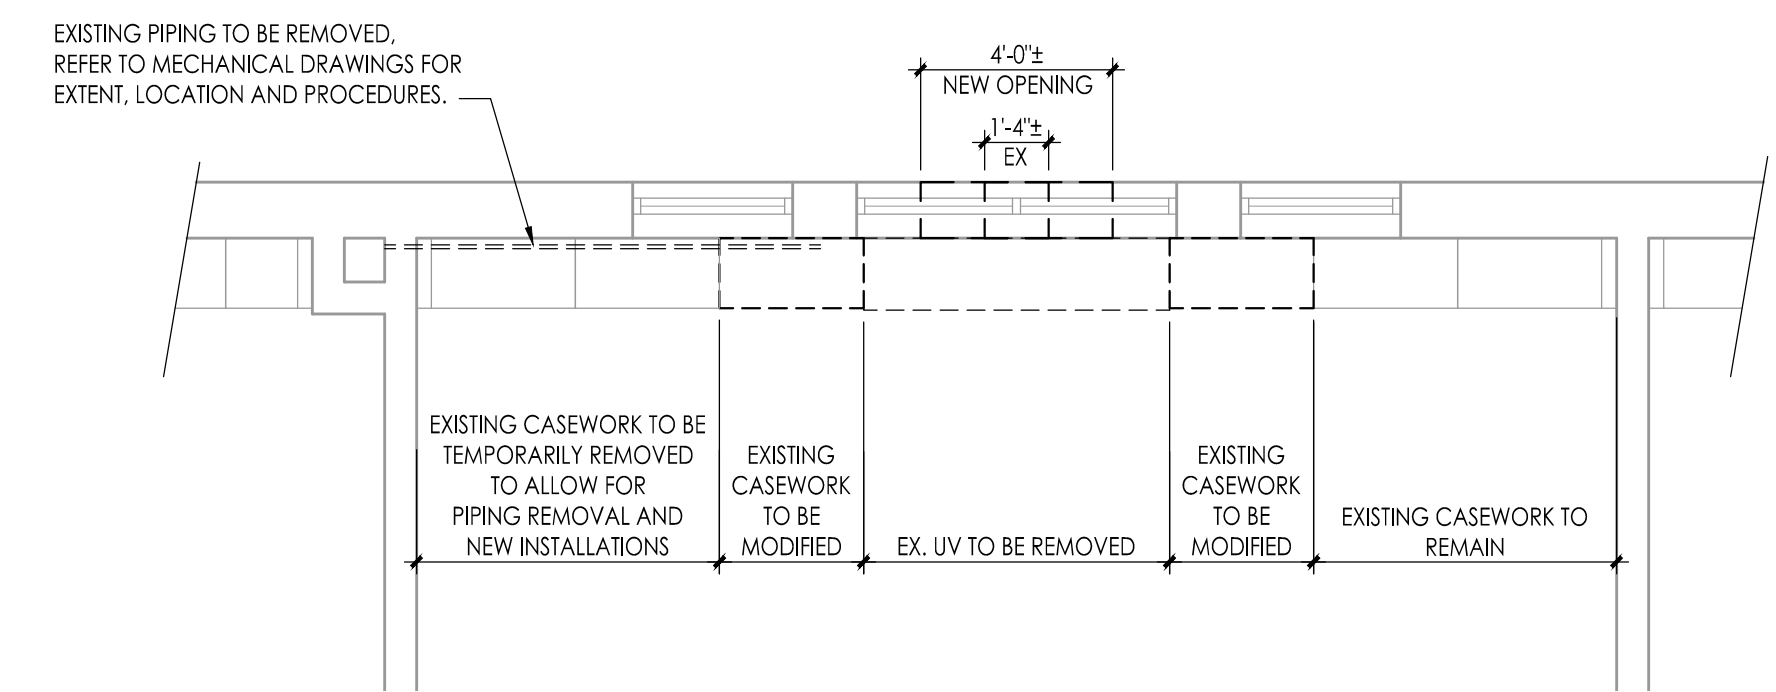 EXISTING PIPING TO BE REMOVED,
REFER TO MECHANICAL DRAWINGS FOR
EXTENT, LOCATION AND PROCEDURES.
4'-0"±
NEW OPENING
1'-4"±
EX
EXISTING CASEWORK TO BE
TEMPORARILY REMOVED
TO ALLOW FOR
PIPING REMOVAL AND
NEW INSTALLATIONS
EXISTING
CASEWORK
TO BE
MODIFIED
EX. UV TO BE REMOVED
EXISTING
CASEWORK
TO BE
MODIFIED
EXISTING CASEWORK TO
REMAIN